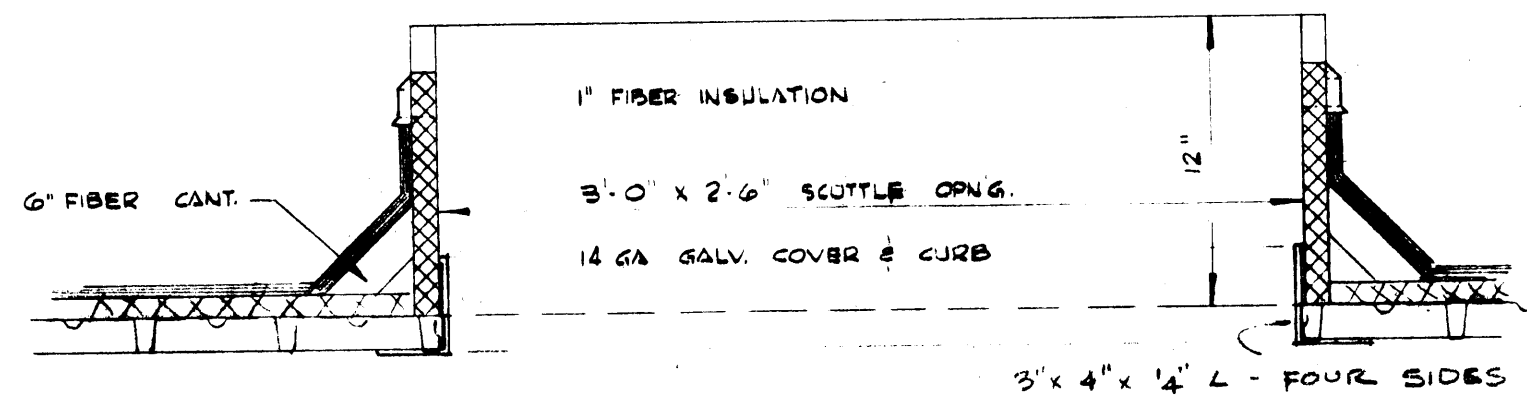 1" FIBER INSULATION
12"
6" FIBER CANT.
3'-0" x 2'-6" SCUTTLE OPN'G.
14 GA GALV. COVER & CURB
3" x 4" x 1/4" L - FOUR SIDES